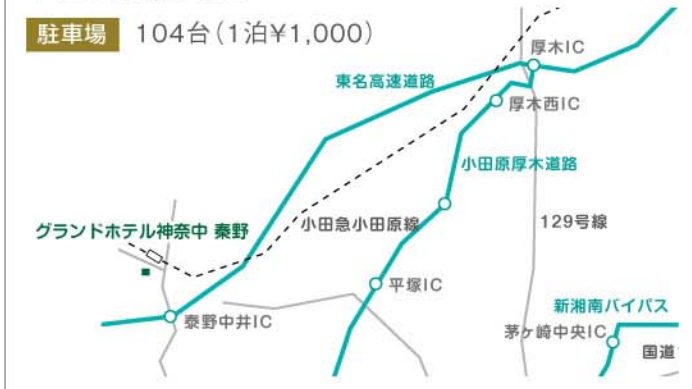 駐車場 104台(1泊¥1,000)
厚木IC
東名高速道路
厚木西IC
小田原厚木道路
グランドホテル神奈中 秦野
小田急小田原線
129号線
平塚IC
新湘南バイパス
泰野中井IC
茅ヶ崎中央IC
国道